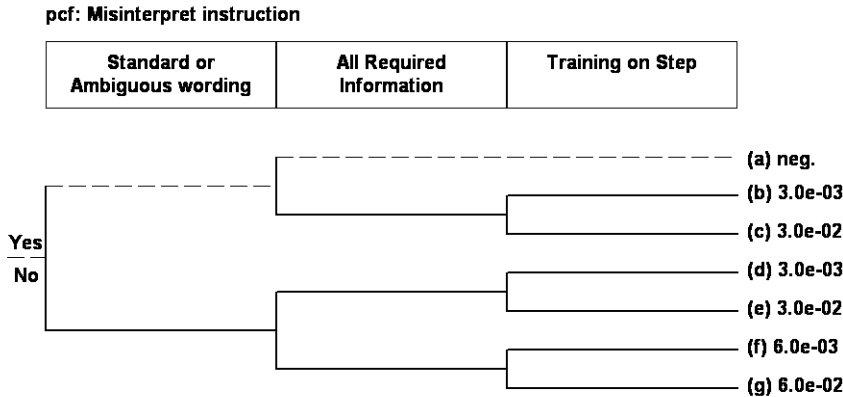 pcf: Misinterpret instruction
Standard or
Ambiguous wording
All Required
Information
Training on Step
(a) neg.
(b) 3.0e-03
(c) 3.0e-02
Yes
No
(d) 3.0e-03
(e) 3.0e-02
(f) 6.0e-03
(g) 6.0e-02